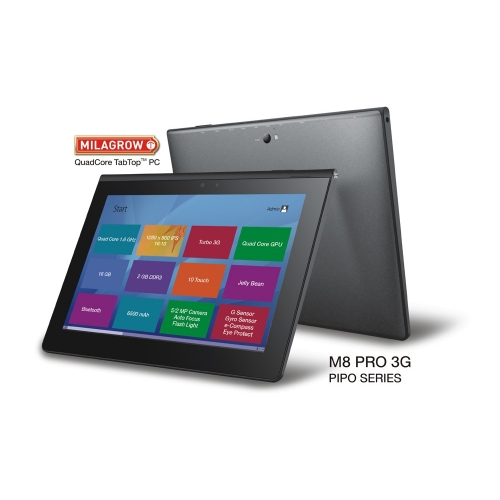 MILAGROW
QuadCore TabTop™ PC
Start
Admin
Quad Core 1.6 GHz
1280 x 800 IPS
16:10
Turbo 3G
Quad Core GPU
16 GB
2 GB DDR3
10 Touch
Jelly Bean
Bluetooth
6600 mAh
5/2 MP Camera
Auto Focus
Flash Light
G Sensor
Gyro Sensor
e-Compass
Eye Protect
M8 PRO 3G
PIPO SERIES